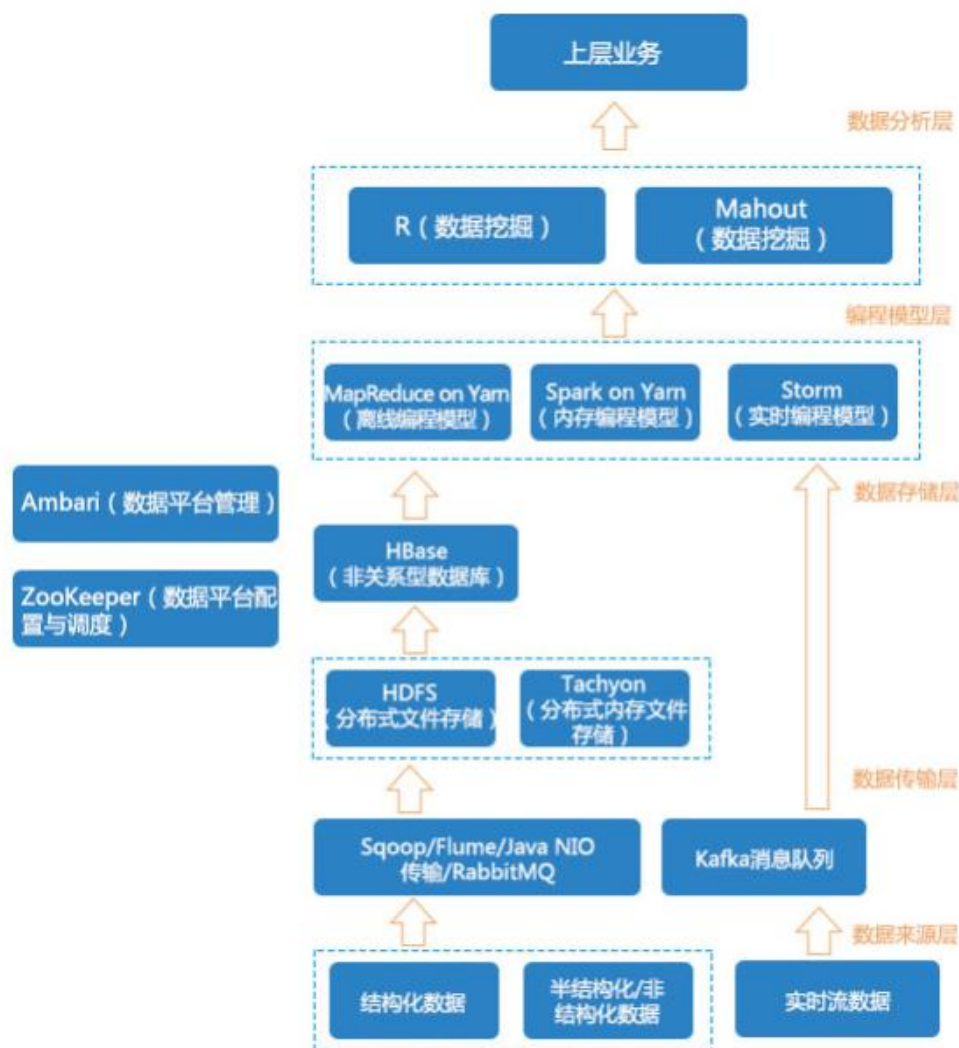 上层业务
数据分析层
R（数据挖掘）
Mahout
（数据挖掘）
编程模型层
MapReduce on Yarn
（离线编程模型）
Spark on Yarn
（内存编程模型）
Storm
（实时编程模型）
Ambari（数据平台管理）
数据存储层
HBase
（非关系型数据库）
ZooKeeper（数据平台配
置与调度）
HDFS
（分布式文件存储）
Tachyon
（分布式内存文件
存储）
数据传输层
Sqoop/Flume/Java NIO
传输/RabbitMQ
Kafka消息队列
数据来源层
结构化数据
半结构化/非
结构化数据
实时流数据